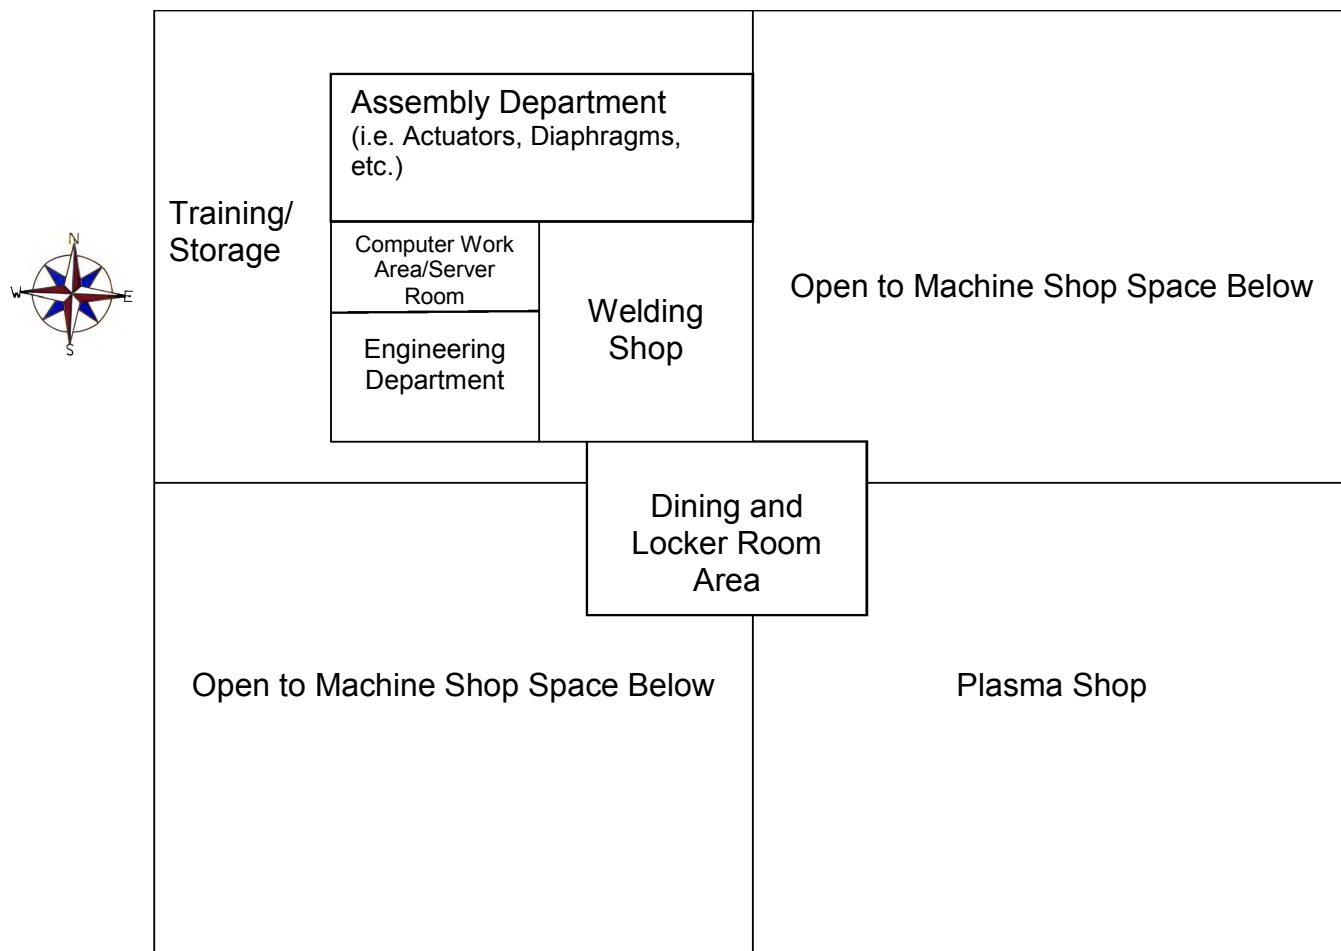 Assembly Department
(i.e. Actuators, Diaphragms,
etc.)
Training/
Storage
Computer Work
Area/Server
Room
Engineering
Department
Welding
Shop
Open to Machine Shop Space Below
N
W
E
S
Dining and
Locker Room
Area
Open to Machine Shop Space Below
Plasma Shop